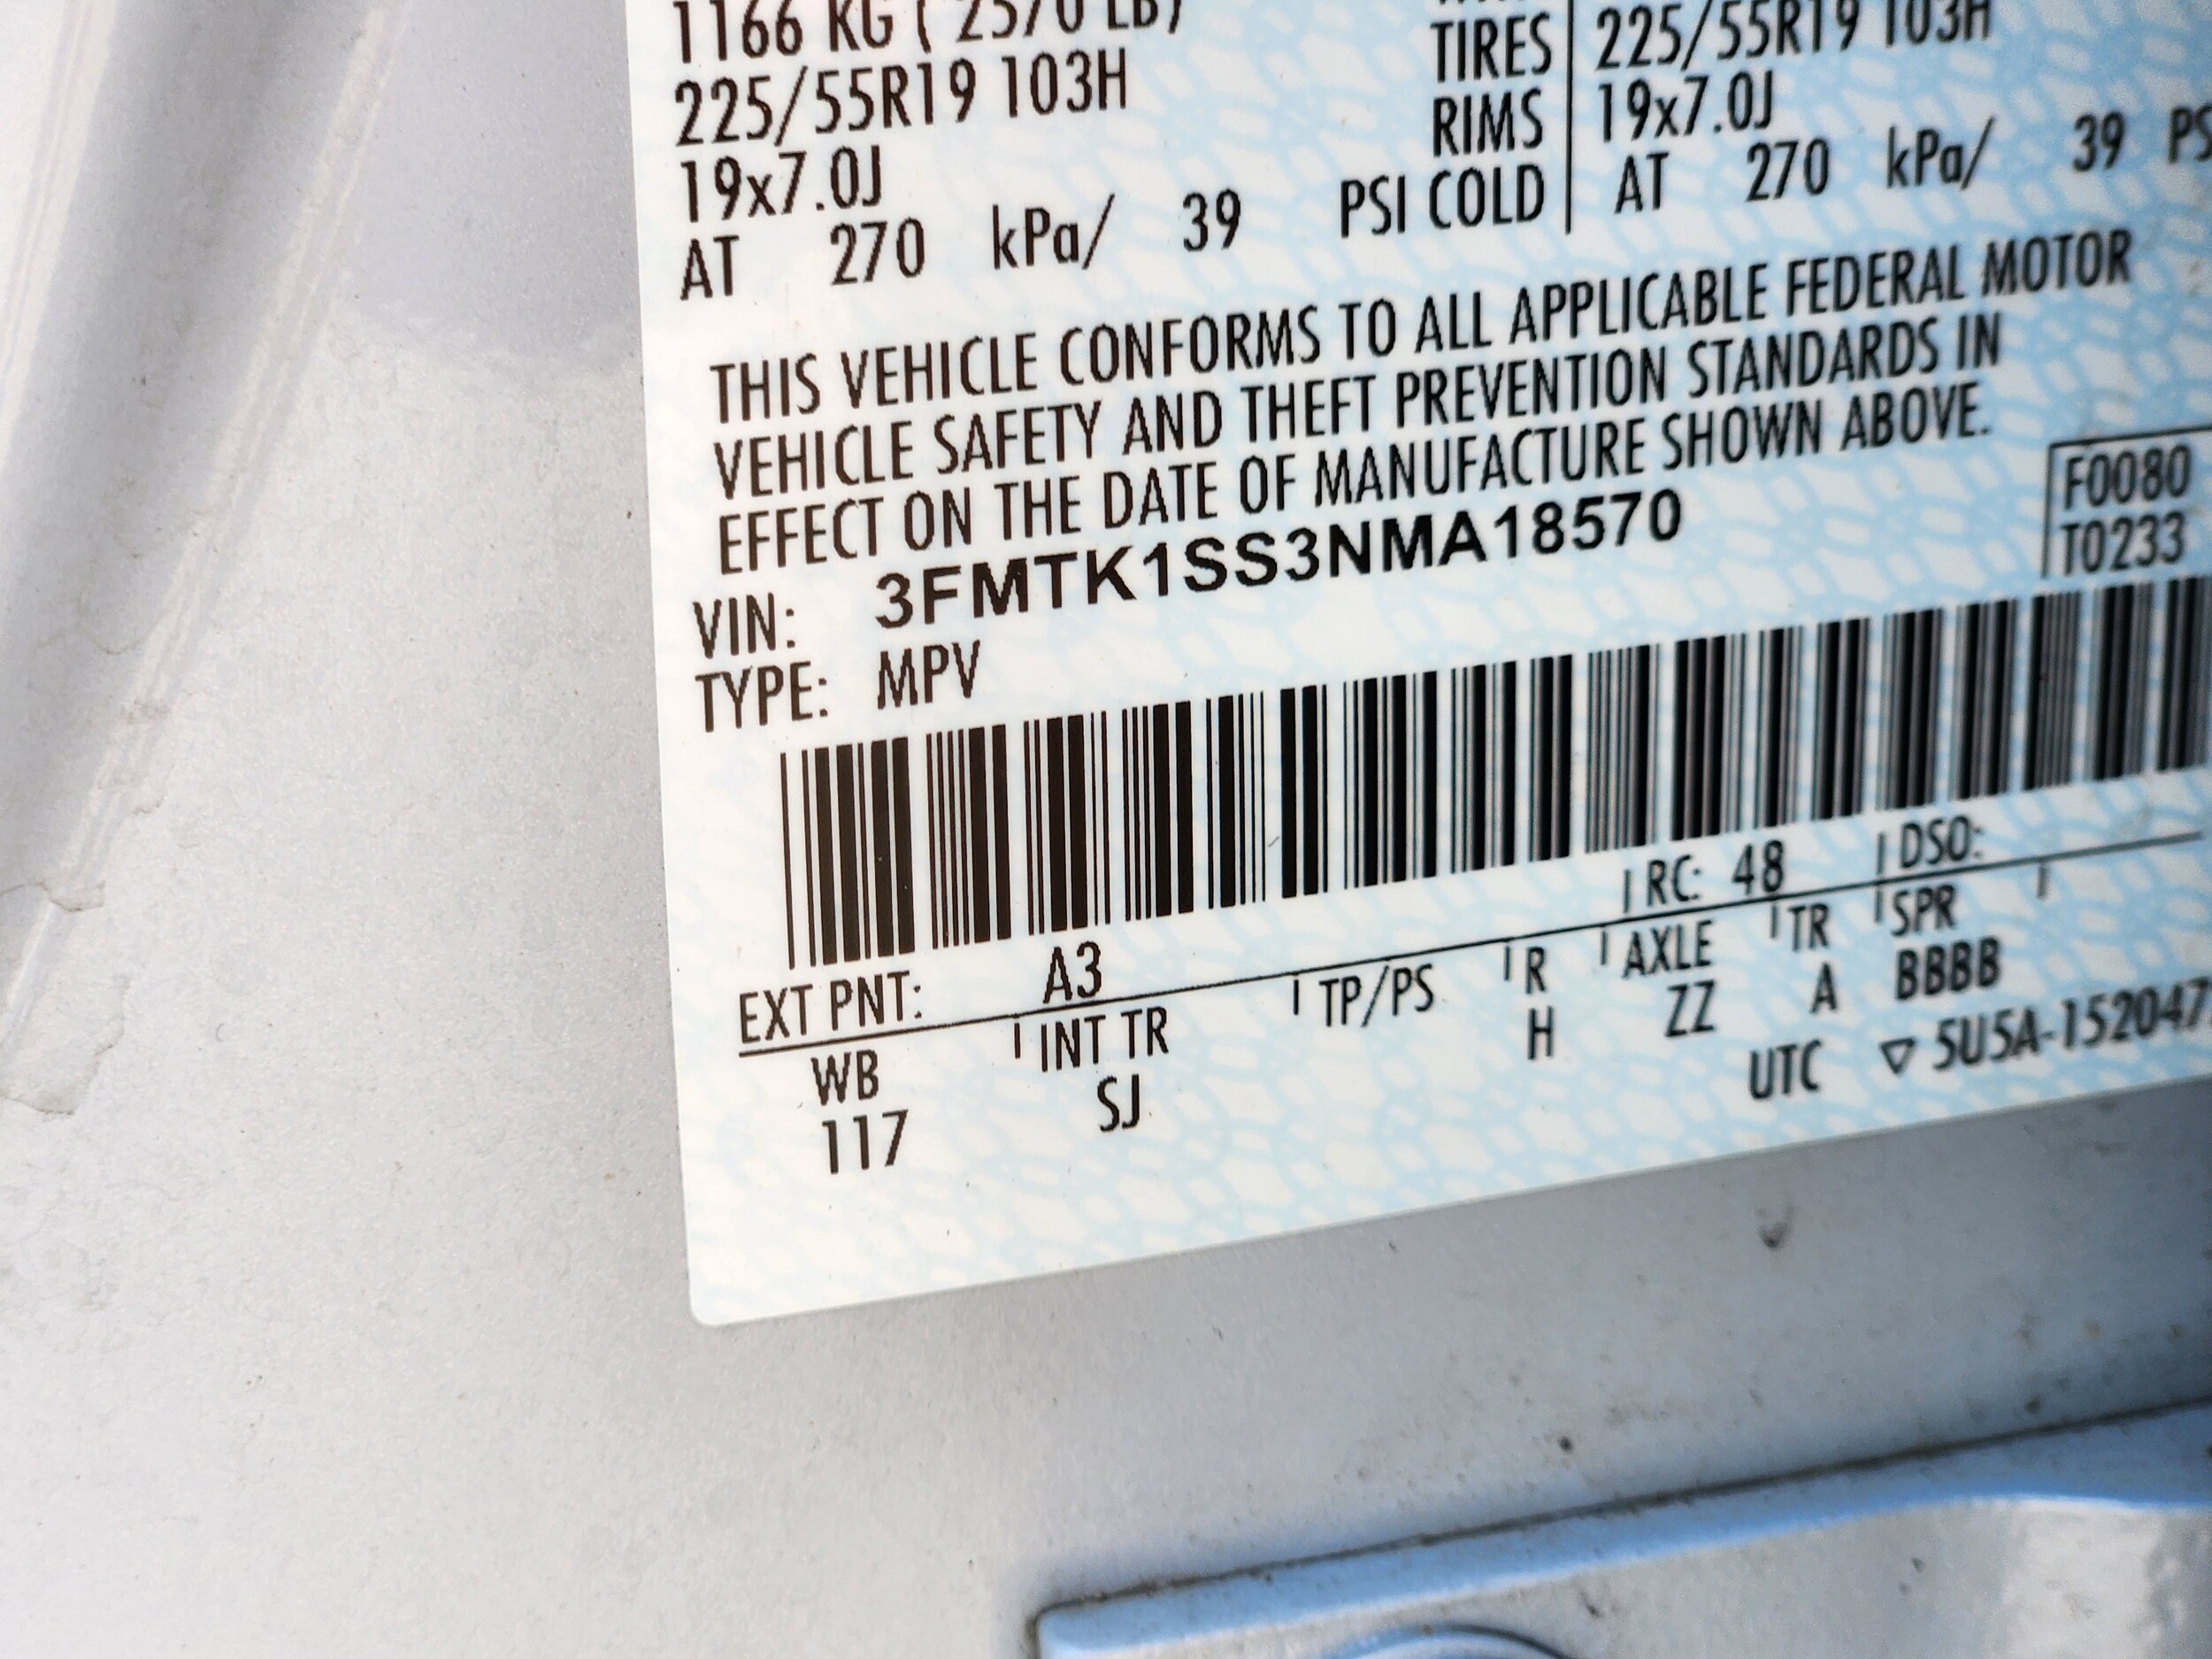 1166 KG ( 2570 LB)
TIRES 225/55R19 103H
225/55R19 103H
RIMS 19x7.0J
19x7.0J
AT 270 kPa/ 39 PSI COLD AT 270 kPa/ 39 PS
THIS VEHICLE CONFORMS TO ALL APPLICABLE FEDERAL MOTOR
VEHICLE SAFETY AND THEFT PREVENTION STANDARDS IN
EFFECT ON THE DATE OF MANUFACTURE SHOWN ABOVE.
F0080
T0233
VIN: 3FMTK1SS3NMA18570
TYPE: MPV
EXT PNT: A3 RC: 48 DSO:
WB INT TR TP/PS R AXLE TR SPR
117 SJ H ZZ A BBBB
UTC ▽ 5U5A-152047